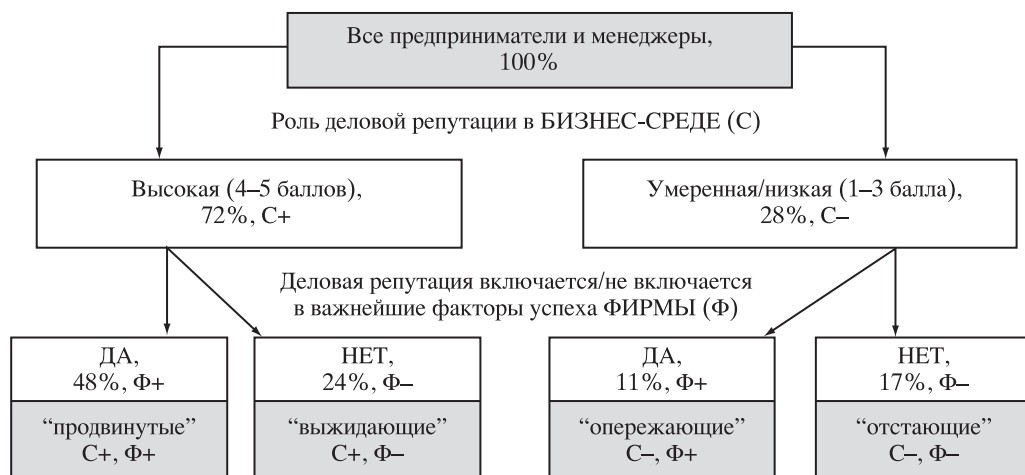 Все предприниматели и менеджеры,
100%
Роль деловой репутации в БИЗНЕС-СРЕДЕ (С)
Высокая (4–5 баллов),
72%, С+
Умеренная/низкая (1–3 балла),
28%, С–
Деловая репутация включается/не включается
в важнейшие факторы успеха ФИРМЫ (Ф)
ДА,
48%, Ф+
“продвинутые”
С+, Ф+
НЕТ,
24%, Ф–
“выжидающие”
С+, Ф–
ДА,
11%, Ф+
“опережающие”
С–, Ф+
НЕТ,
17%, Ф–
“отстающие”
С–, Ф–